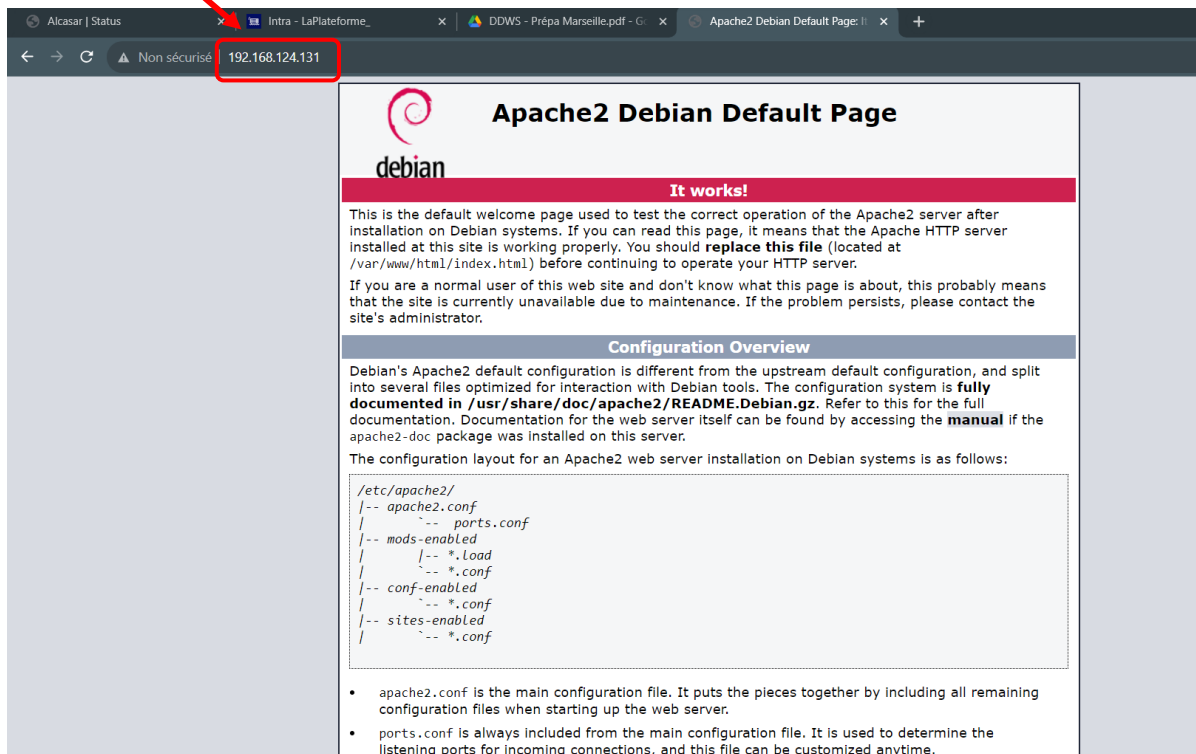 Alcasar | Status
Intra - LaPlateforme_
DDWS - Prépa Marseille.pdf - Go
Apache2 Debian Default Page: It
Non sécurisé
192.168.124.131
debian
Apache2 Debian Default Page
It works!
This is the default welcome page used to test the correct operation of the Apache2 server after
installation on Debian systems. If you can read this page, it means that the Apache HTTP server
installed at this site is working properly. You should replace this file (located at
/var/www/html/index.html) before continuing to operate your HTTP server.
If you are a normal user of this web site and don't know what this page is about, this probably means
that the site is currently unavailable due to maintenance. If the problem persists, please contact the
site's administrator.
Configuration Overview
Debian's Apache2 default configuration is different from the upstream default configuration, and split
into several files optimized for interaction with Debian tools. The configuration system is fully
documented in /usr/share/doc/apache2/README.Debian.gz. Refer to this for the full
documentation. Documentation for the web server itself can be found by accessing the manual if the
apache2-doc package was installed on this server.
The configuration layout for an Apache2 web server installation on Debian systems is as follows:
/etc/apache2/
|-- apache2.conf
|       `--  ports.conf
|-- mods-enabled
|       |-- *.load
|       `-- *.conf
|-- conf-enabled
|       `-- *.conf
|-- sites-enabled
|       `-- *.conf
• apache2.conf is the main configuration file. It puts the pieces together by including all remaining
configuration files when starting up the web server.
• ports.conf is always included from the main configuration file. It is used to determine the
listening ports for incoming connections, and this file can be customized anytime.